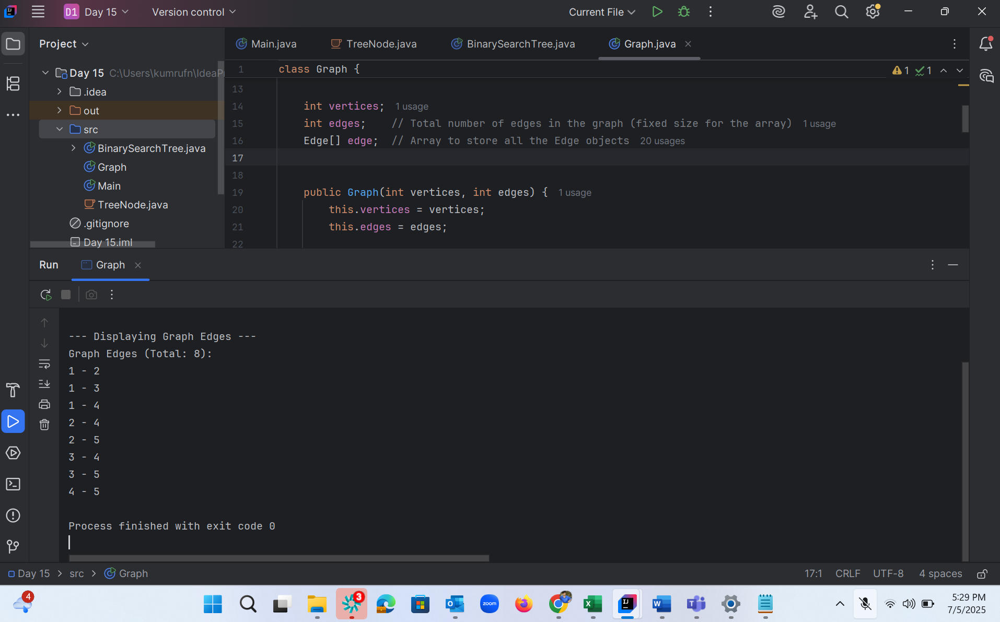 D1 Day 15 Version control Current File
Project
Main.java TreeNode.java BinarySearchTree.java Graph.java
Day 15 C:\Users\kumrufn\IdeaPr
.idea
out
src
BinarySearchTree.java
Graph
Main
TreeNode.java
.gitignore
Day 15.iml
1 class Graph { 1 1
13
14 int vertices; 1 usage
15 int edges; // Total number of edges in the graph (fixed size for the array) 1 usage
16 Edge[] edge; // Array to store all the Edge objects 20 usages
17
18
19 public Graph(int vertices, int edges) { 1 usage
20 this.vertices = vertices;
21 this.edges = edges;
22
Run Graph
--- Displaying Graph Edges ---
Graph Edges (Total: 8):
1 - 2
1 - 3
1 - 4
2 - 4
2 - 5
3 - 4
3 - 5
4 - 5
Process finished with exit code 0
Day 15 > src > Graph 17:1 CRLF UTF-8 4 spaces
4 3 zoom 5:29 PM
7/5/2025